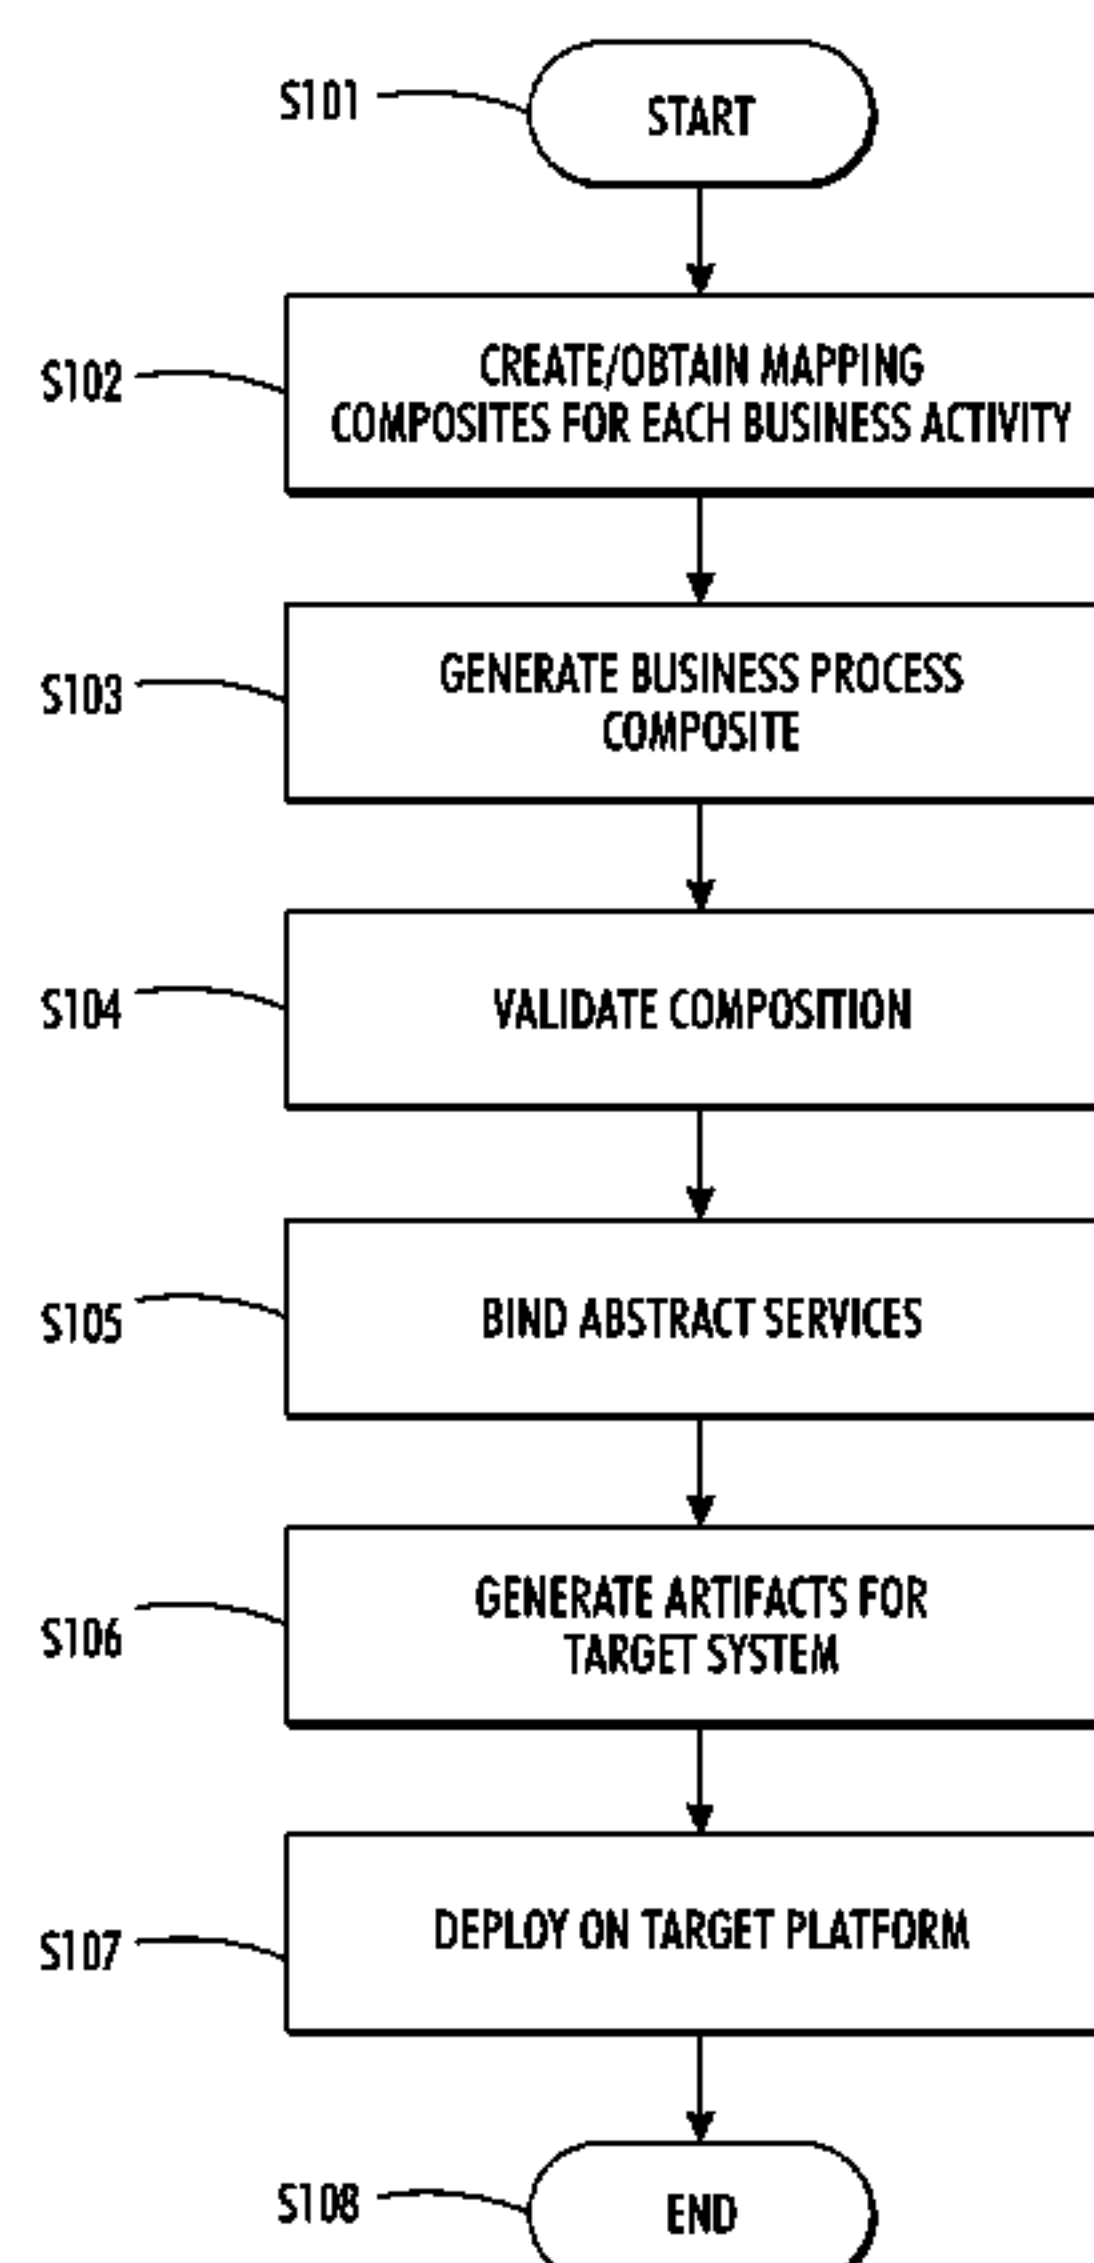 S101
START
S102
CREATE/OBTAIN MAPPING
COMPOSITES FOR EACH BUSINESS ACTIVITY
S103
GENERATE BUSINESS PROCESS
COMPOSITE
S104
VALIDATE COMPOSITION
S105
BIND ABSTRACT SERVICES
S106
GENERATE ARTIFACTS FOR
TARGET SYSTEM
S107
DEPLOY ON TARGET PLATFORM
S108
END